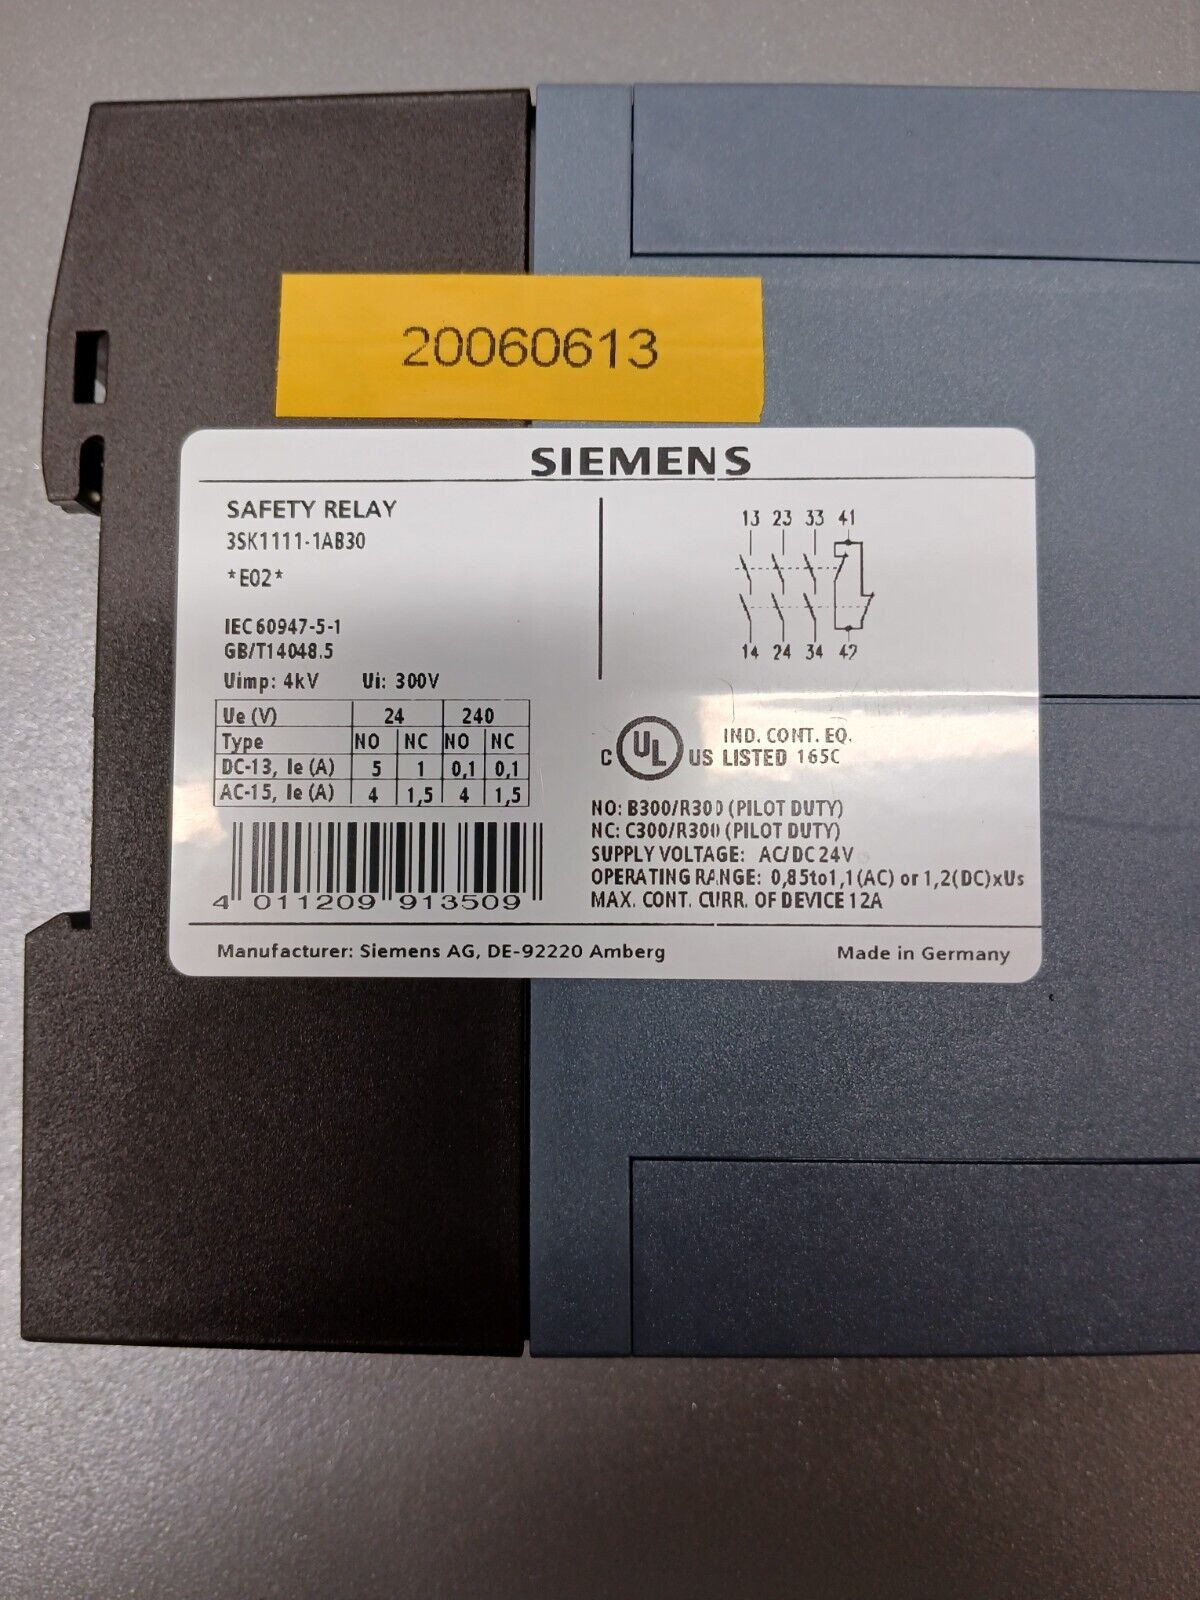 20060613
SIEMENS
SAFETY RELAY
3SK1111-1AB30
*E02*
IEC60947-5-1
GB/T14048.5
Uimp: 4kV Ui: 300V
Ue (V) 24 240
Type NO NC NO NC
DC-13, Ie (A) 5 1 0,1 0,1
AC-15, Ie (A) 4 1,5 4 1,5
4 011209 913509
13 23 33 41
14 24 34 42
C UL US IND. CONT. EQ.
LISTED 165C
NO: B300/R300 (PILOT DUTY)
NC: C300/R300 (PILOT DUTY)
SUPPLY VOLTAGE: AC/DC 24V
OPERATING RANGE: 0,85to1,1(AC) or 1,2(DC)xUs
MAX. CONT. CURR. OF DEVICE 12A
Manufacturer: Siemens AG, DE-92220 Amberg Made in Germany